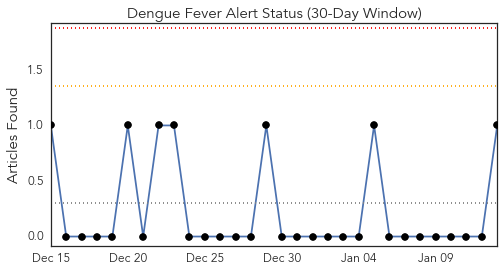 Dengue Fever Alert Status (30-Day Window)
Articles Found
1.5
1.0
0.5
0.0
Dec 15 Dec 20 Dec 25 Dec 30 Jan 04 Jan 09